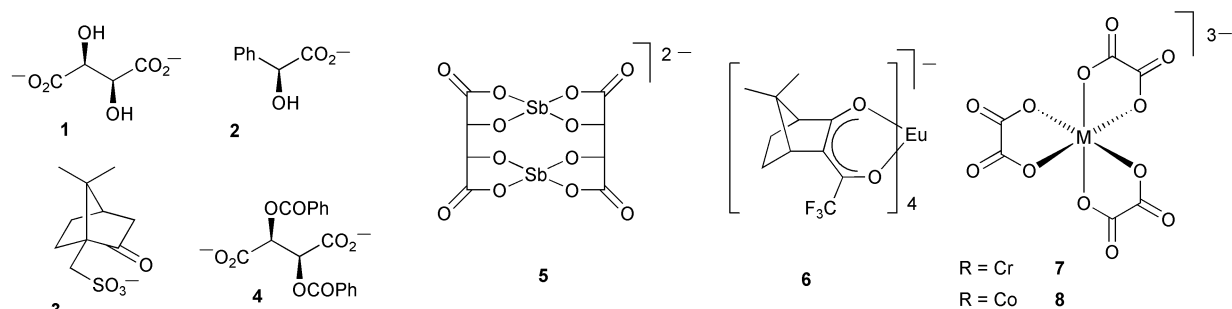 OH
⁻O₂C
CO₂⁻
OH
1
Ph
CO₂⁻
OH
2
O
SO₃⁻
OCOPh
⁻O₂C
CO₂⁻
OCOPh
4
2−
O O
O Sb O
O O
O O
O Sb O
O O
5
−
O
Eu
O
F₃C
4
6
3−
O O
O O
O O
M
O O
O O
O O
R = Cr 7
R = Co 8